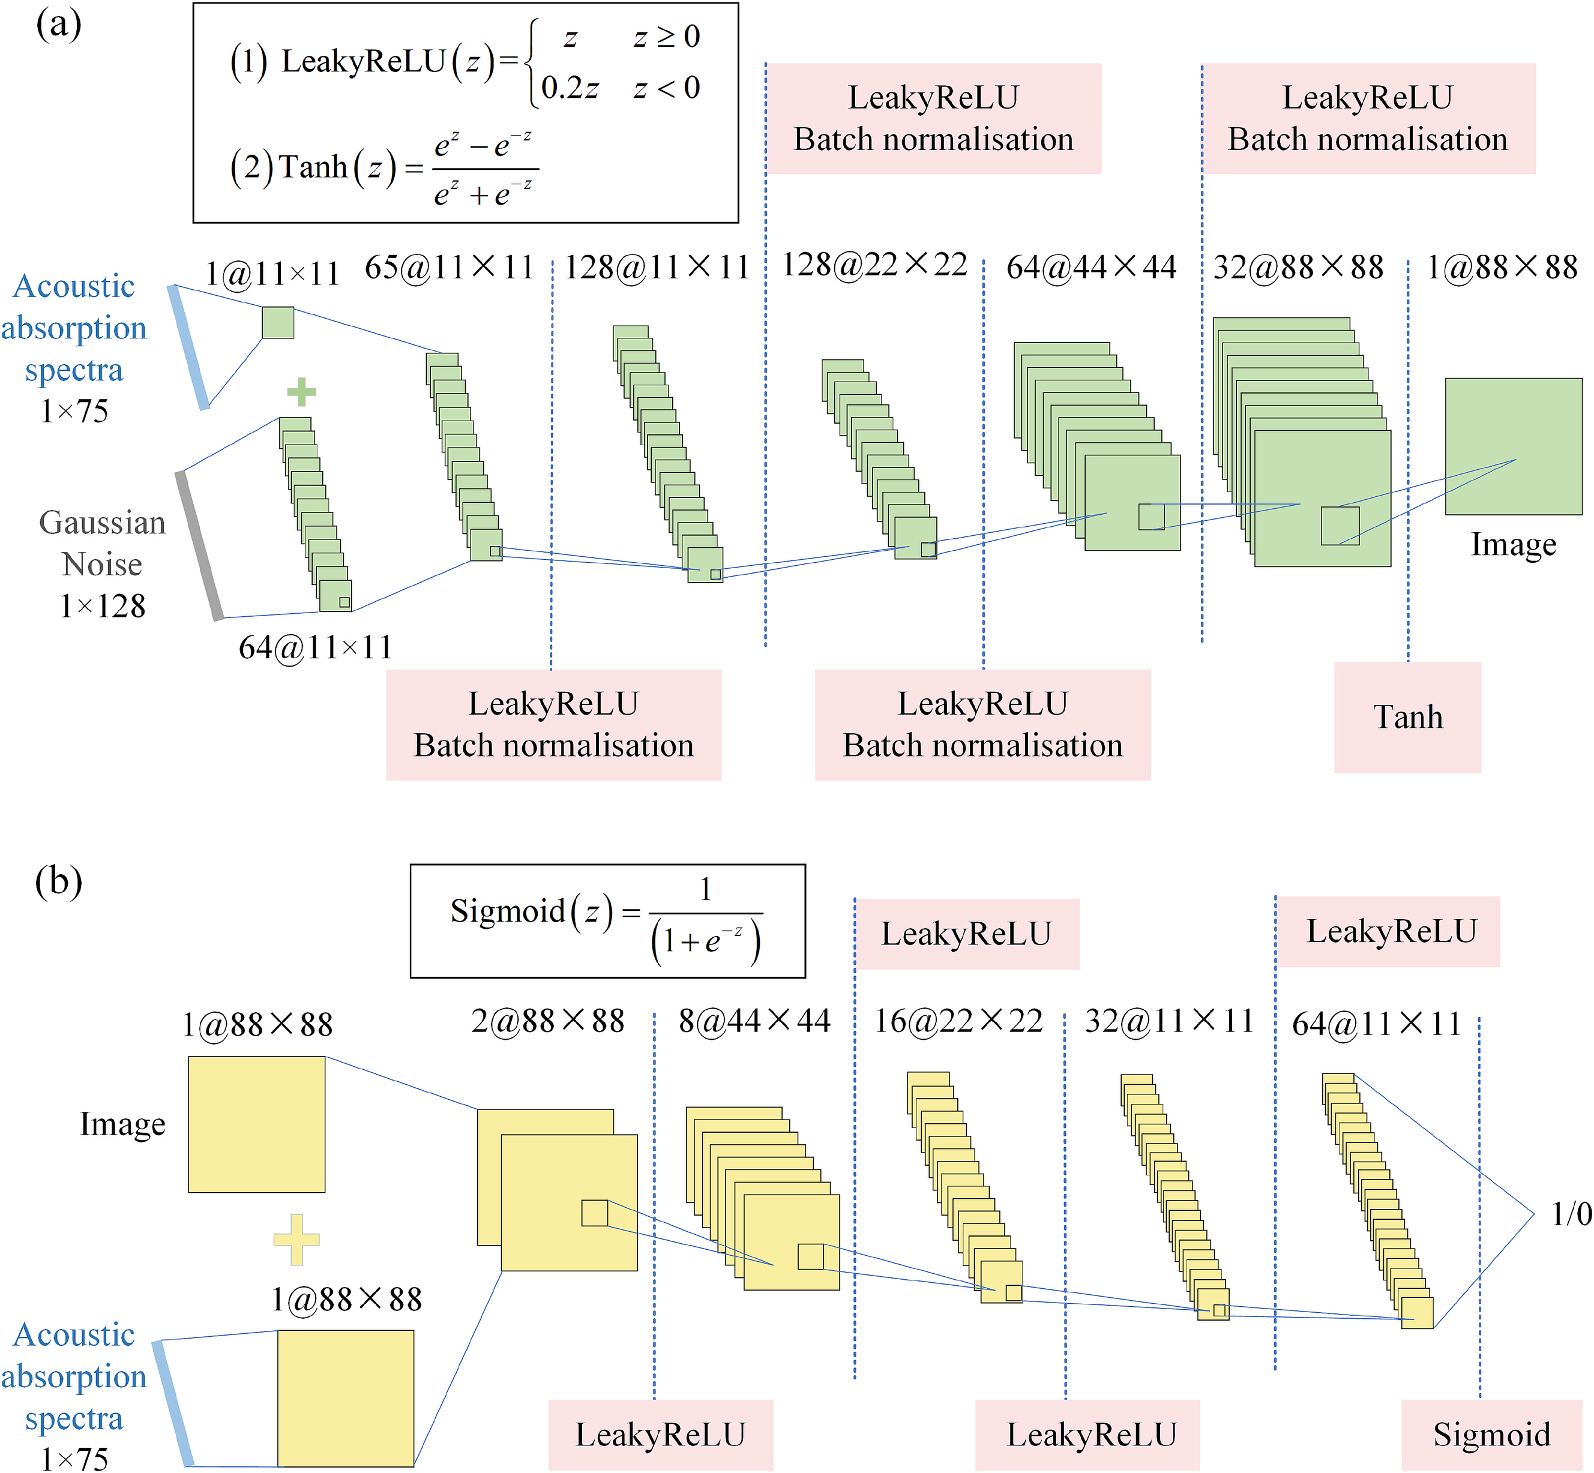 (a)
(1) LeakyReLU(z)={ z z ≥ 0
0.2z z < 0
(2) Tanh(z) = (e^z − e^−z) / (e^z + e^−z)
LeakyReLU
Batch normalisation
LeakyReLU
Batch normalisation
1@11×11
65@11×11
128@11×11
128@22×22
64@44×44
32@88×88
1@88×88
Acoustic
absorption
spectra
1×75
Gaussian
Noise
1×128
64@11×11
Image
LeakyReLU
Batch normalisation
LeakyReLU
Batch normalisation
Tanh
(b)
Sigmoid(z) = 1 / (1 + e^−z)
LeakyReLU
LeakyReLU
1@88×88
2@88×88
8@44×44
16@22×22
32@11×11
64@11×11
Image
1/0
1@88×88
Acoustic
absorption
spectra
1×75
LeakyReLU
LeakyReLU
Sigmoid